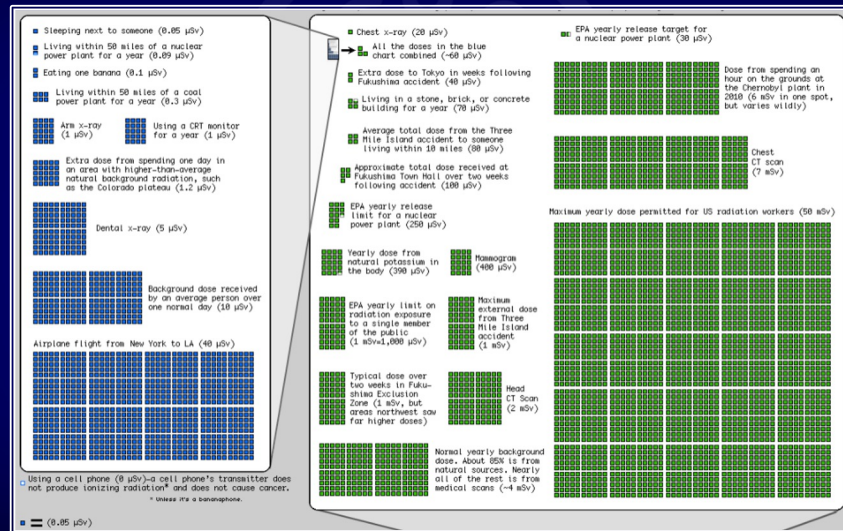 Sleeping next to someone (0.05 µSv)
Living within 50 miles of a nuclear
power plant for a year (0.09 µSv)
Eating one banana (0.1 µSv)
Living within 50 miles of a coal
power plant for a year (0.3 µSv)
Arm x-ray
(1 µSv)
Using a CRT monitor
for a year (1 µSv)
Extra dose from spending one day in
an area with higher-than-average
natural background radiation, such
as the Colorado plateau (1.2 µSv)
Dental x-ray (5 µSv)
Background dose received
by an average person over
one normal day (10 µSv)
Airplane flight from New York to LA (40 µSv)
Using a cell phone (0 µSv)—a cell phone's transmitter does
not produce ionizing radiation* and does not cause cancer.
* Unless it's a bananaphone.
= (0.05 µSv)
Chest x-ray (20 µSv)
All the doses in the blue
chart combined (~60 µSv)
Extra dose to Tokyo in weeks following
Fukushima accident (40 µSv)
Living in a stone, brick, or concrete
building for a year (70 µSv)
Average total dose from the Three
Mile Island accident to someone
living within 10 miles (80 µSv)
Approximate total dose received at
Fukushima Town Hall over two weeks
following accident (100 µSv)
EPA yearly release
limit for a nuclear
power plant (250 µSv)
Yearly dose from
natural potassium in
the body (390 µSv)
Mammogram
(400 µSv)
EPA yearly limit on
radiation exposure
to a single member
of the public
(1 mSv=1,000 µSv)
Maximum
external dose
from Three
Mile Island
accident
(1 mSv)
Typical dose over
two weeks in Fuku-
shima Exclusion
Zone (1 mSv, but
areas northwest saw
far higher doses)
Head
CT Scan
(2 mSv)
Normal yearly background
dose. About 85% is from
natural sources. Nearly
all of the rest is from
medical scans (~4 mSv)
EPA yearly release target for
a nuclear power plant (30 µSv)
Dose from spending an
hour on the grounds at
the Chernobyl plant in
2010 (6 mSv in one spot,
but varies wildly)
Chest
CT scan
(7 mSv)
Maximum yearly dose permitted for US radiation workers (50 mSv)